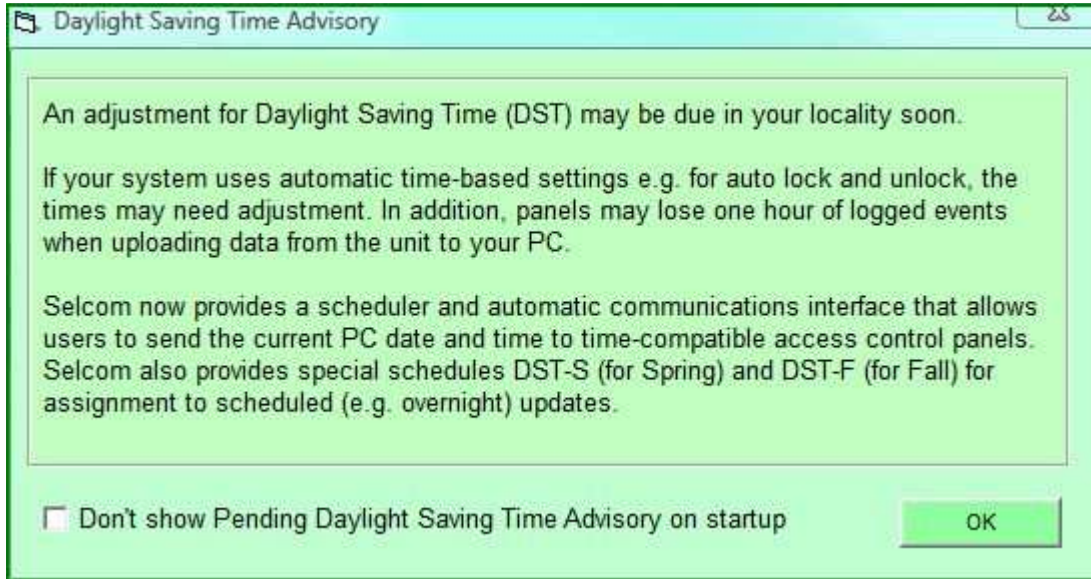 Daylight Saving Time Advisory
An adjustment for Daylight Saving Time (DST) may be due in your locality soon.
If your system uses automatic time-based settings e.g. for auto lock and unlock, the
times may need adjustment. In addition, panels may lose one hour of logged events
when uploading data from the unit to your PC.
Selcom now provides a scheduler and automatic communications interface that allows
users to send the current PC date and time to time-compatible access control panels.
Selcom also provides special schedules DST-S (for Spring) and DST-F (for Fall) for
assignment to scheduled (e.g. overnight) updates.
Don't show Pending Daylight Saving Time Advisory on startup
OK